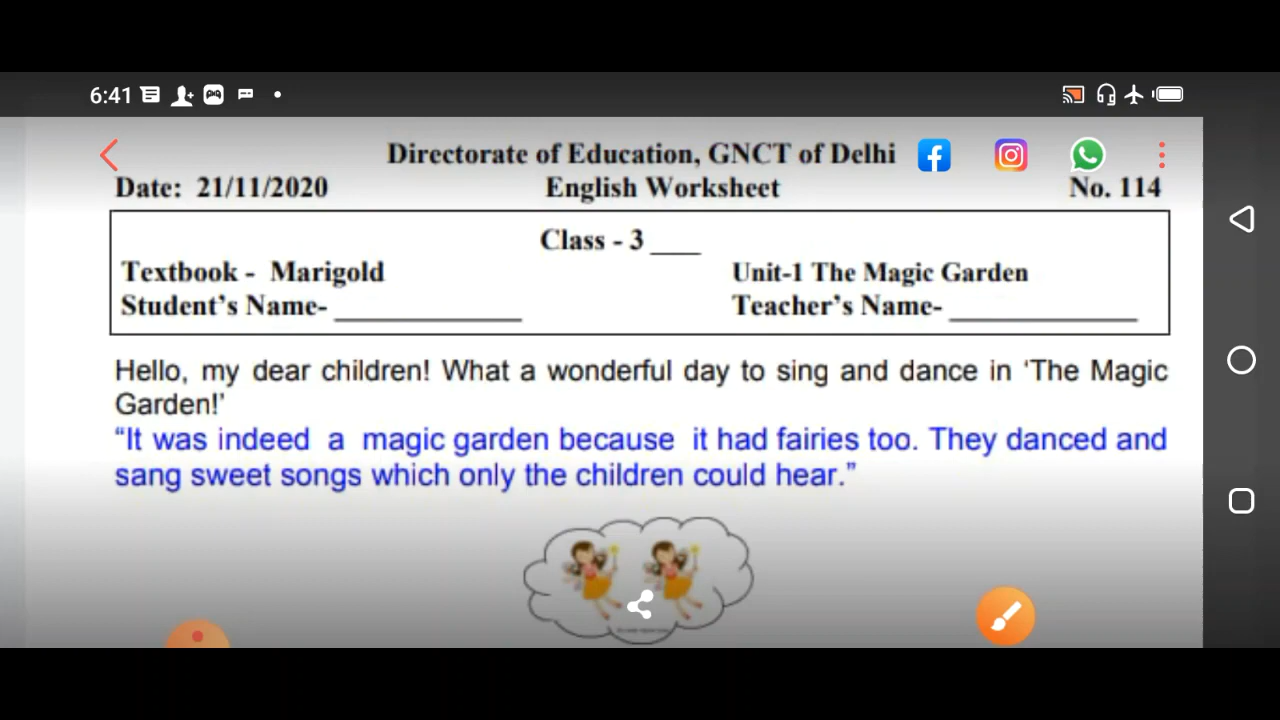 6:41
Directorate of Education, GNCT of Delhi
Date: 21/11/2020 English Worksheet No. 114
Class - 3 ____
Textbook - Marigold Unit-1 The Magic Garden
Student's Name- ______________ Teacher's Name- ______________
Hello, my dear children! What a wonderful day to sing and dance in ‘The Magic
Garden!’
“It was indeed a magic garden because it had fairies too. They danced and
sang sweet songs which only the children could hear.”